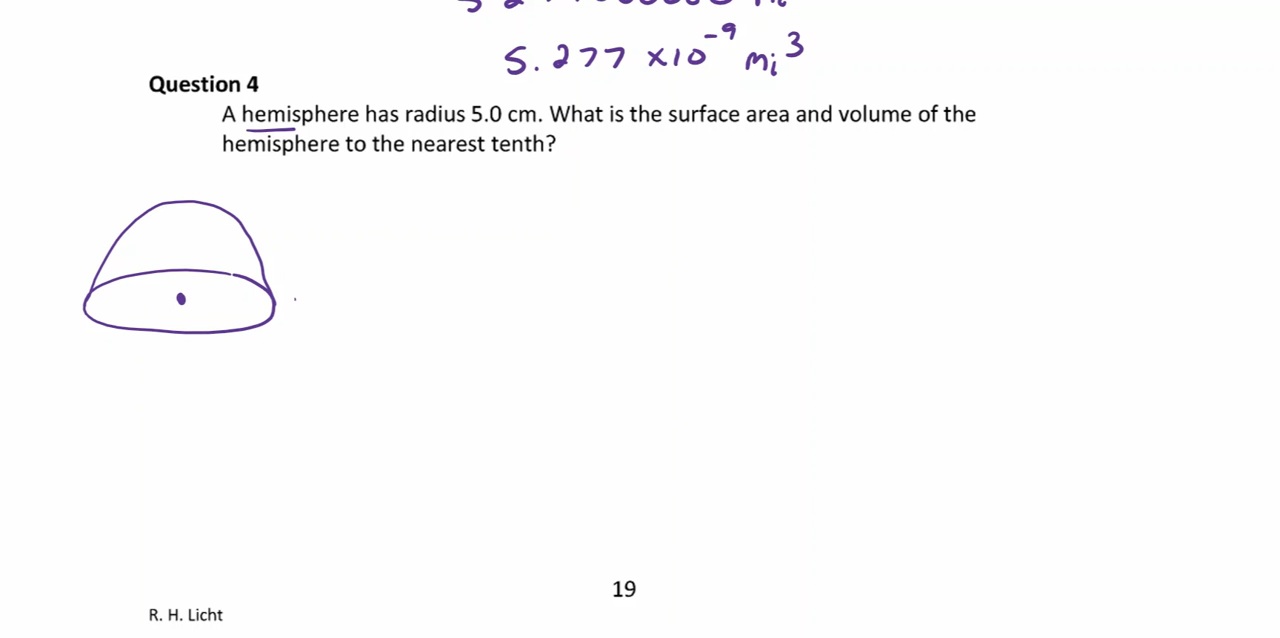 5.277 ×10⁻⁹ mi³
Question 4
A hemisphere has radius 5.0 cm. What is the surface area and volume of the
hemisphere to the nearest tenth?
19
R. H. Licht